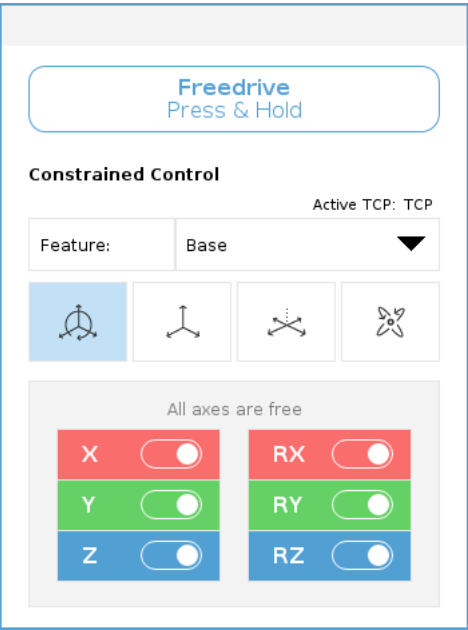 Freedrive
Press & Hold
Constrained Control
Active TCP: TCP
Feature: Base
All axes are free
X RX
Y RY
Z RZ